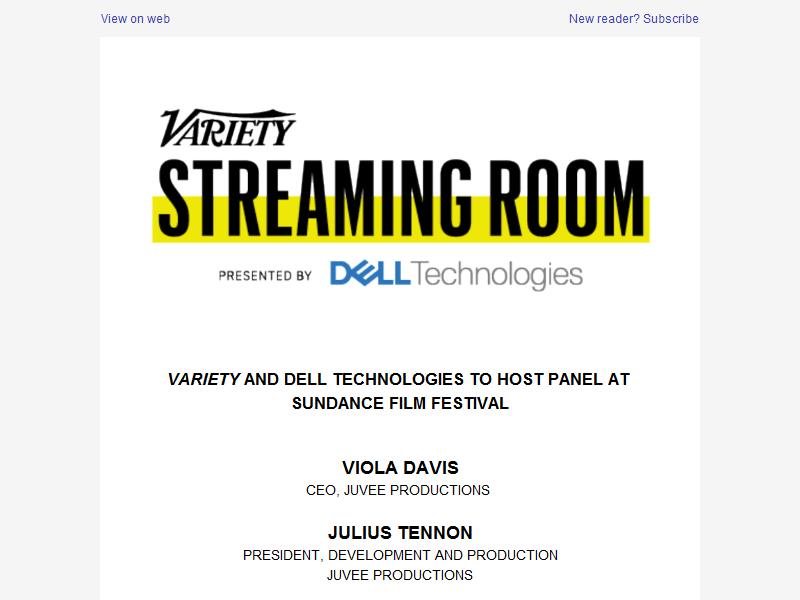 View on web
New reader? Subscribe
VARIETY
STREAMING ROOM
PRESENTED BY DELL Technologies
VARIETY AND DELL TECHNOLOGIES TO HOST PANEL AT
SUNDANCE FILM FESTIVAL
VIOLA DAVIS
CEO, JUVEE PRODUCTIONS
JULIUS TENNON
PRESIDENT, DEVELOPMENT AND PRODUCTION
JUVEE PRODUCTIONS